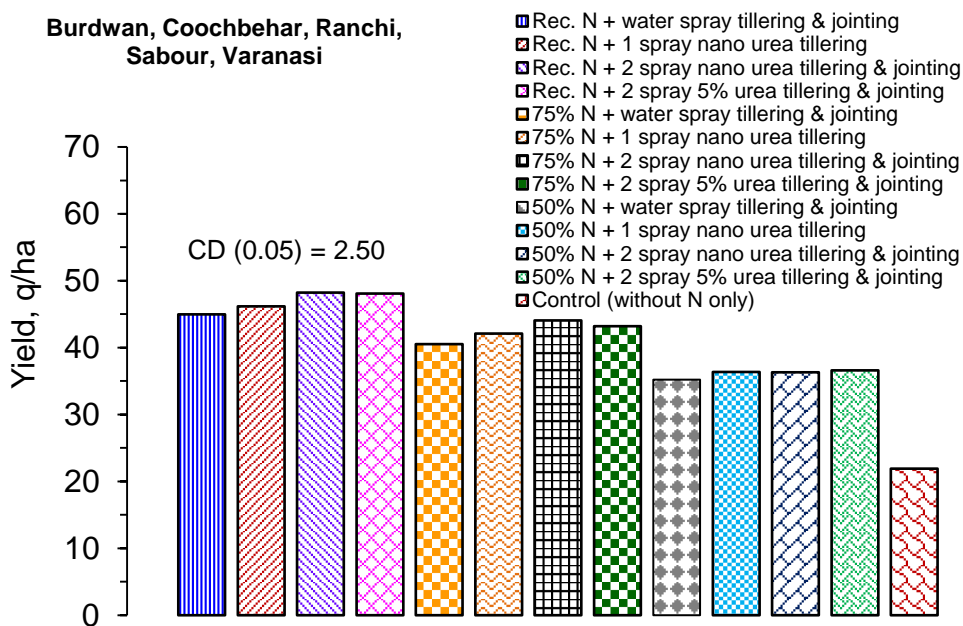 Burdwan, Coochbehar, Ranchi,
Sabour, Varanasi
Rec. N + water spray tillering & jointing
Rec. N + 1 spray nano urea tillering
Rec. N + 2 spray nano urea tillering & jointing
Rec. N + 2 spray 5% urea tillering & jointing
75% N + water spray tillering & jointing
75% N + 1 spray nano urea tillering
75% N + 2 spray nano urea tillering & jointing
75% N + 2 spray 5% urea tillering & jointing
50% N + water spray tillering & jointing
50% N + 1 spray nano urea tillering
50% N + 2 spray nano urea tillering & jointing
50% N + 2 spray 5% urea tillering & jointing
Control (without N only)
CD (0.05) = 2.50
Yield, q/ha
70
60
50
40
30
20
10
0